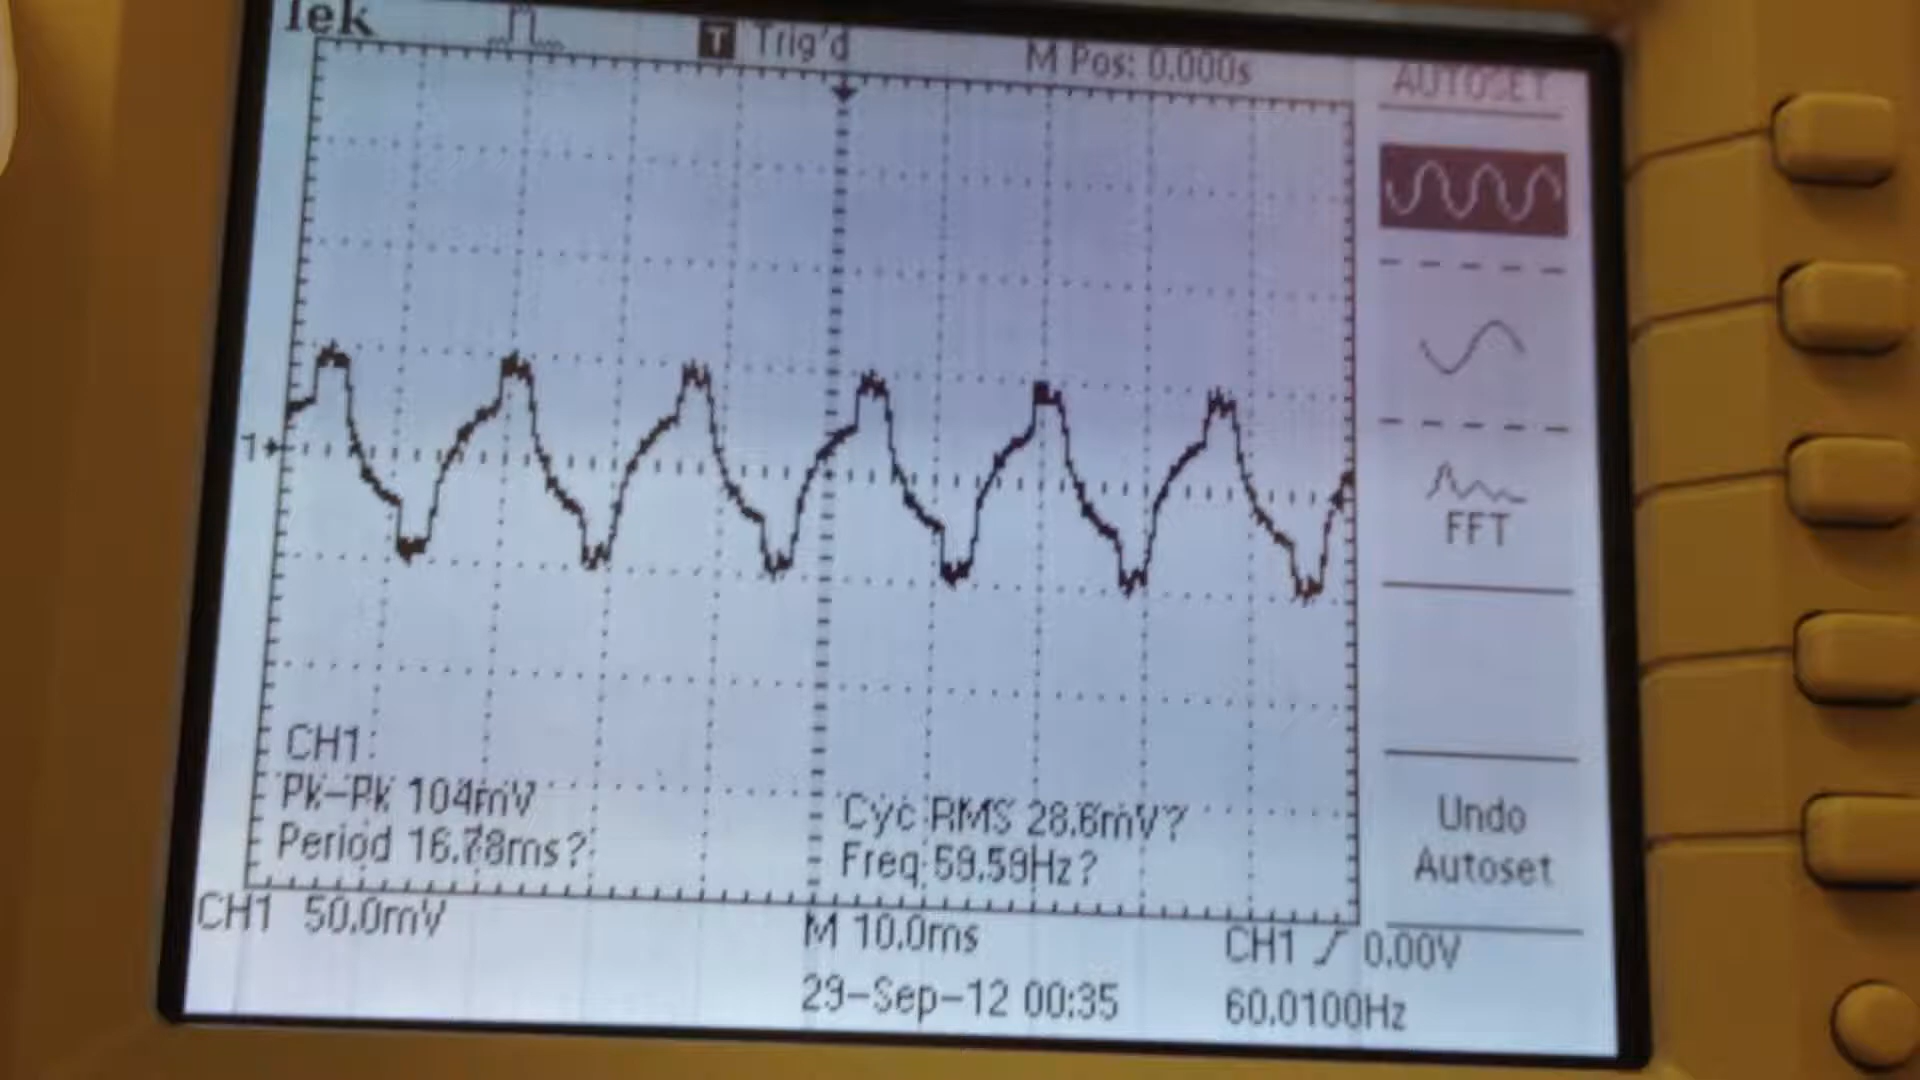 Tek
T Trig'd
M Pos: 0.000s
AUTOSET
1
FFT
CH1:
Pk-Pk 104mV
Period 16.78ms?
Cyc RMS 28.6mV?
Freq 59.59Hz?
Undo
Autoset
CH1 50.0mV
M 10.0ms
CH1 0.00V
29-Sep-12 00:35
60.0100Hz